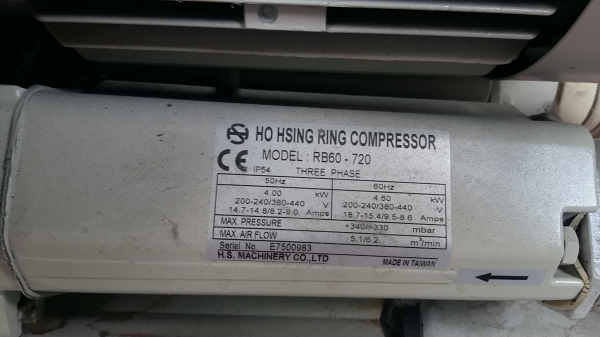 HO HSING RING COMPRESSOR
CE MODEL : RB60 - 720
IP54 THREE PHASE
50Hz 60Hz
4.00 kW 4.60 kW
200-240/380-440 V 200-240/380-440 V
14.7-14.8/8.2-9.0 Amps 18.7-15.4/9.5-8.6 Amps
MAX. PRESSURE +340/+330 mbar
MAX. AIR FLOW 5.1/6.2 m³/min
Serial No. E7500983
H.S. MACHINERY CO.,LTD MADE IN TAIWAN